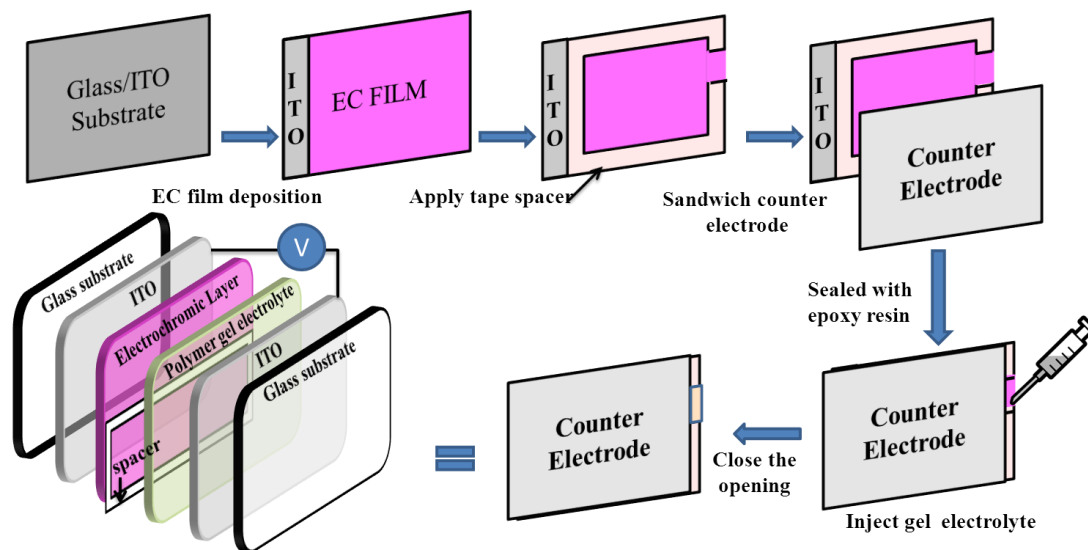 Glass/ITO
Substrate
I
T
O
EC FILM
I
T
O
I
T
O
Counter
Electrode
EC film deposition
Apply tape spacer
Sandwich counter
electrode
Glass substrate
ITO
Electrochromic Layer
Polymer gel electrolyte
ITO
Glass substrate
spacer
V
Sealed with
epoxy resin
Counter
Electrode
Counter
Electrode
Close the
opening
Inject gel electrolyte